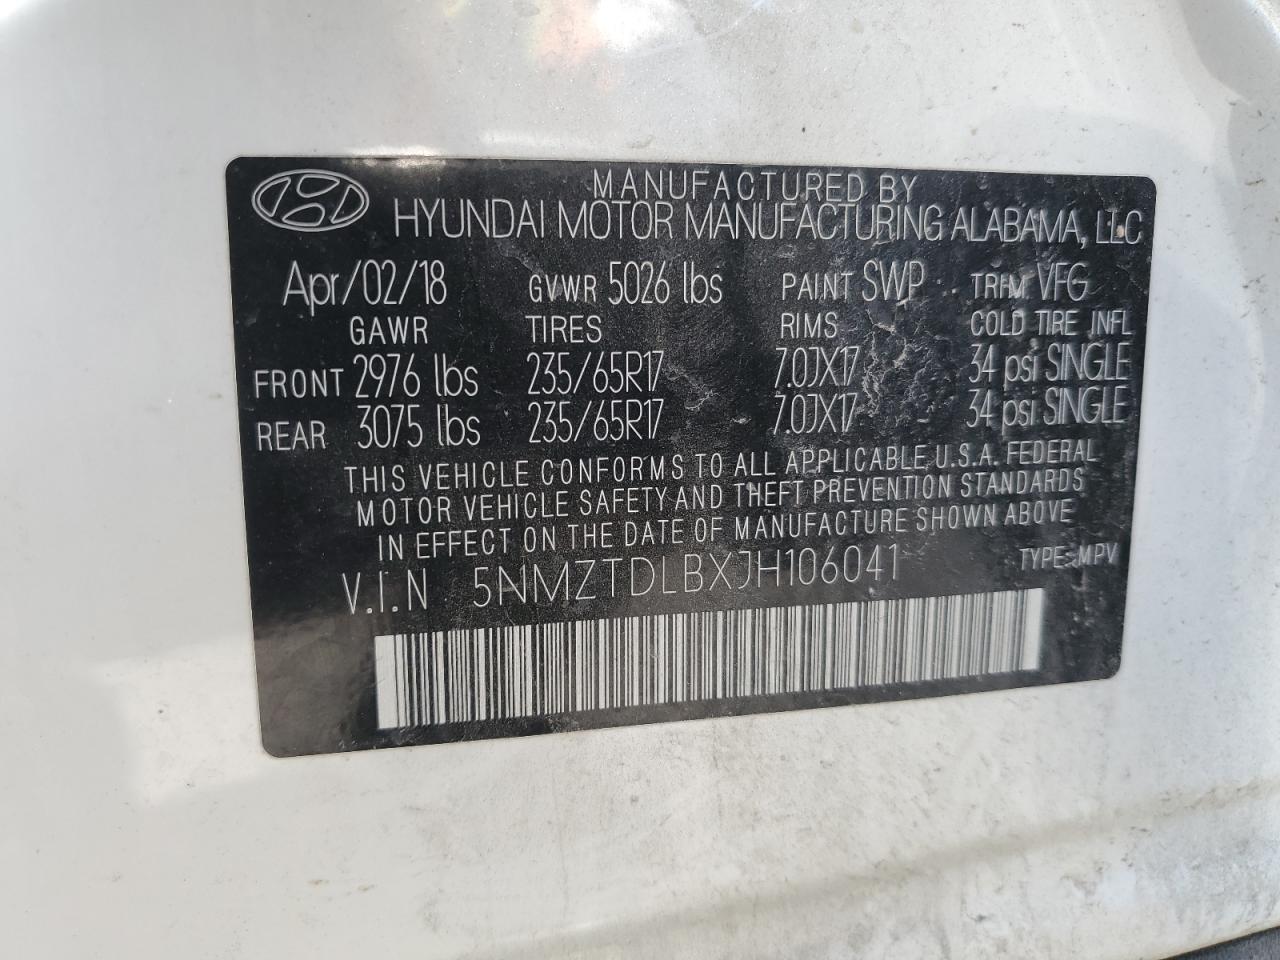 MANUFACTURED BY
HYUNDAI MOTOR MANUFACTURING ALABAMA, LLC
Apr/02/18 GVWR 5026 lbs PAINT SWP TRIM VFG
GAWR TIRES RIMS COLD TIRE INFL
FRONT 2976 lbs 235/65R17 7.0JX17 34 psi SINGLE
REAR 3075 lbs 235/65R17 7.0JX17 34 psi SINGLE
THIS VEHICLE CONFORMS TO ALL APPLICABLE U.S.A. FEDERAL
MOTOR VEHICLE SAFETY AND THEFT PREVENTION STANDARDS
IN EFFECT ON THE DATE OF MANUFACTURE SHOWN ABOVE
V.I.N 5NMZTDLBXJH106041 TYPE:MPV